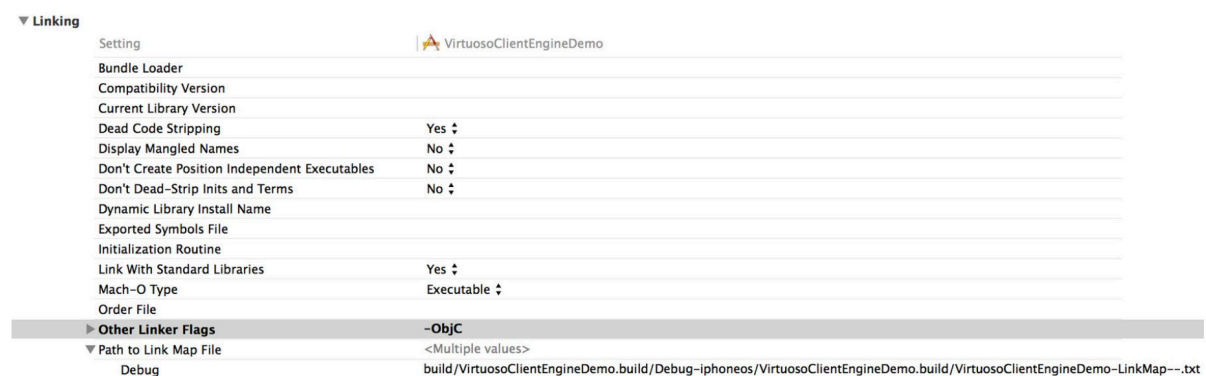 Linking
Setting VirtuosoClientEngineDemo
Bundle Loader
Compatibility Version
Current Library Version
Dead Code Stripping Yes
Display Mangled Names No
Don't Create Position Independent Executables No
Don't Dead-Strip Inits and Terms No
Dynamic Library Install Name
Exported Symbols File
Initialization Routine
Link With Standard Libraries Yes
Mach-O Type Executable
Order File
Other Linker Flags -ObjC
Path to Link Map File <Multiple values>
Debug build/VirtuosoClientEngineDemo.build/Debug-iphoneos/VirtuosoClientEngineDemo.build/VirtuosoClientEngineDemo-LinkMap--.txt